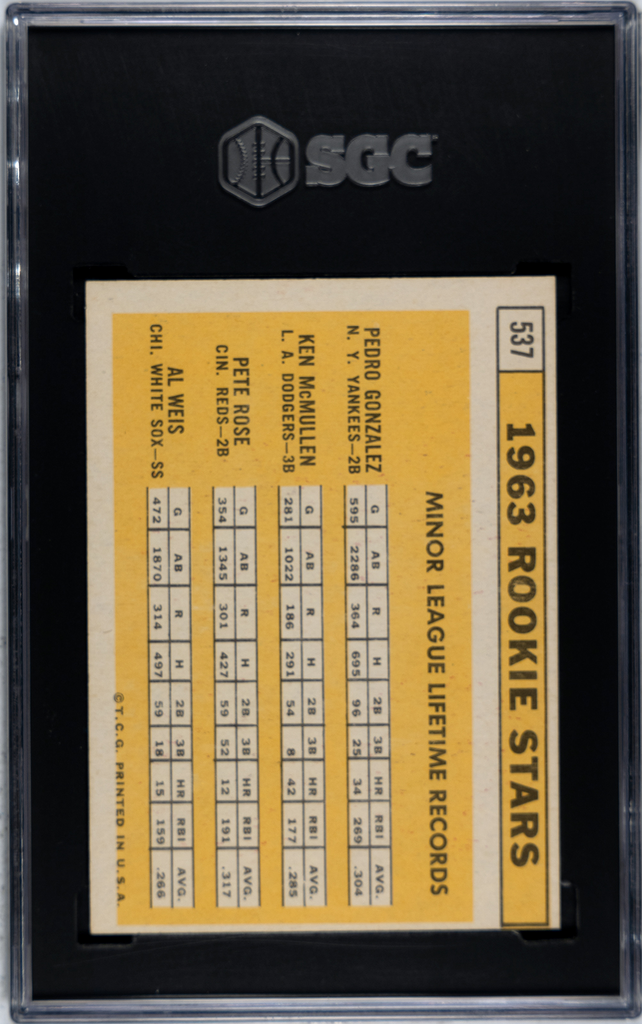 SGC
537
1963 ROOKIE STARS
MINOR LEAGUE LIFETIME RECORDS
PEDRO GONZALEZ
N. Y. YANKEES—2B
G AB R H 2B 3B HR RBI AVG.
595 2286 364 695 96 25 34 269 .304
KEN McMULLEN
L. A. DODGERS—3B
G AB R H 2B 3B HR RBI AVG.
281 1022 186 291 54 8 42 177 .285
PETE ROSE
CIN. REDS—2B
G AB R H 2B 3B HR RBI AVG.
354 1345 301 427 59 52 12 191 .317
AL WEIS
CHI. WHITE SOX—SS
G AB R H 2B 3B HR RBI AVG.
472 1870 314 497 59 18 15 159 .266
©T.C.G. PRINTED IN U.S.A.